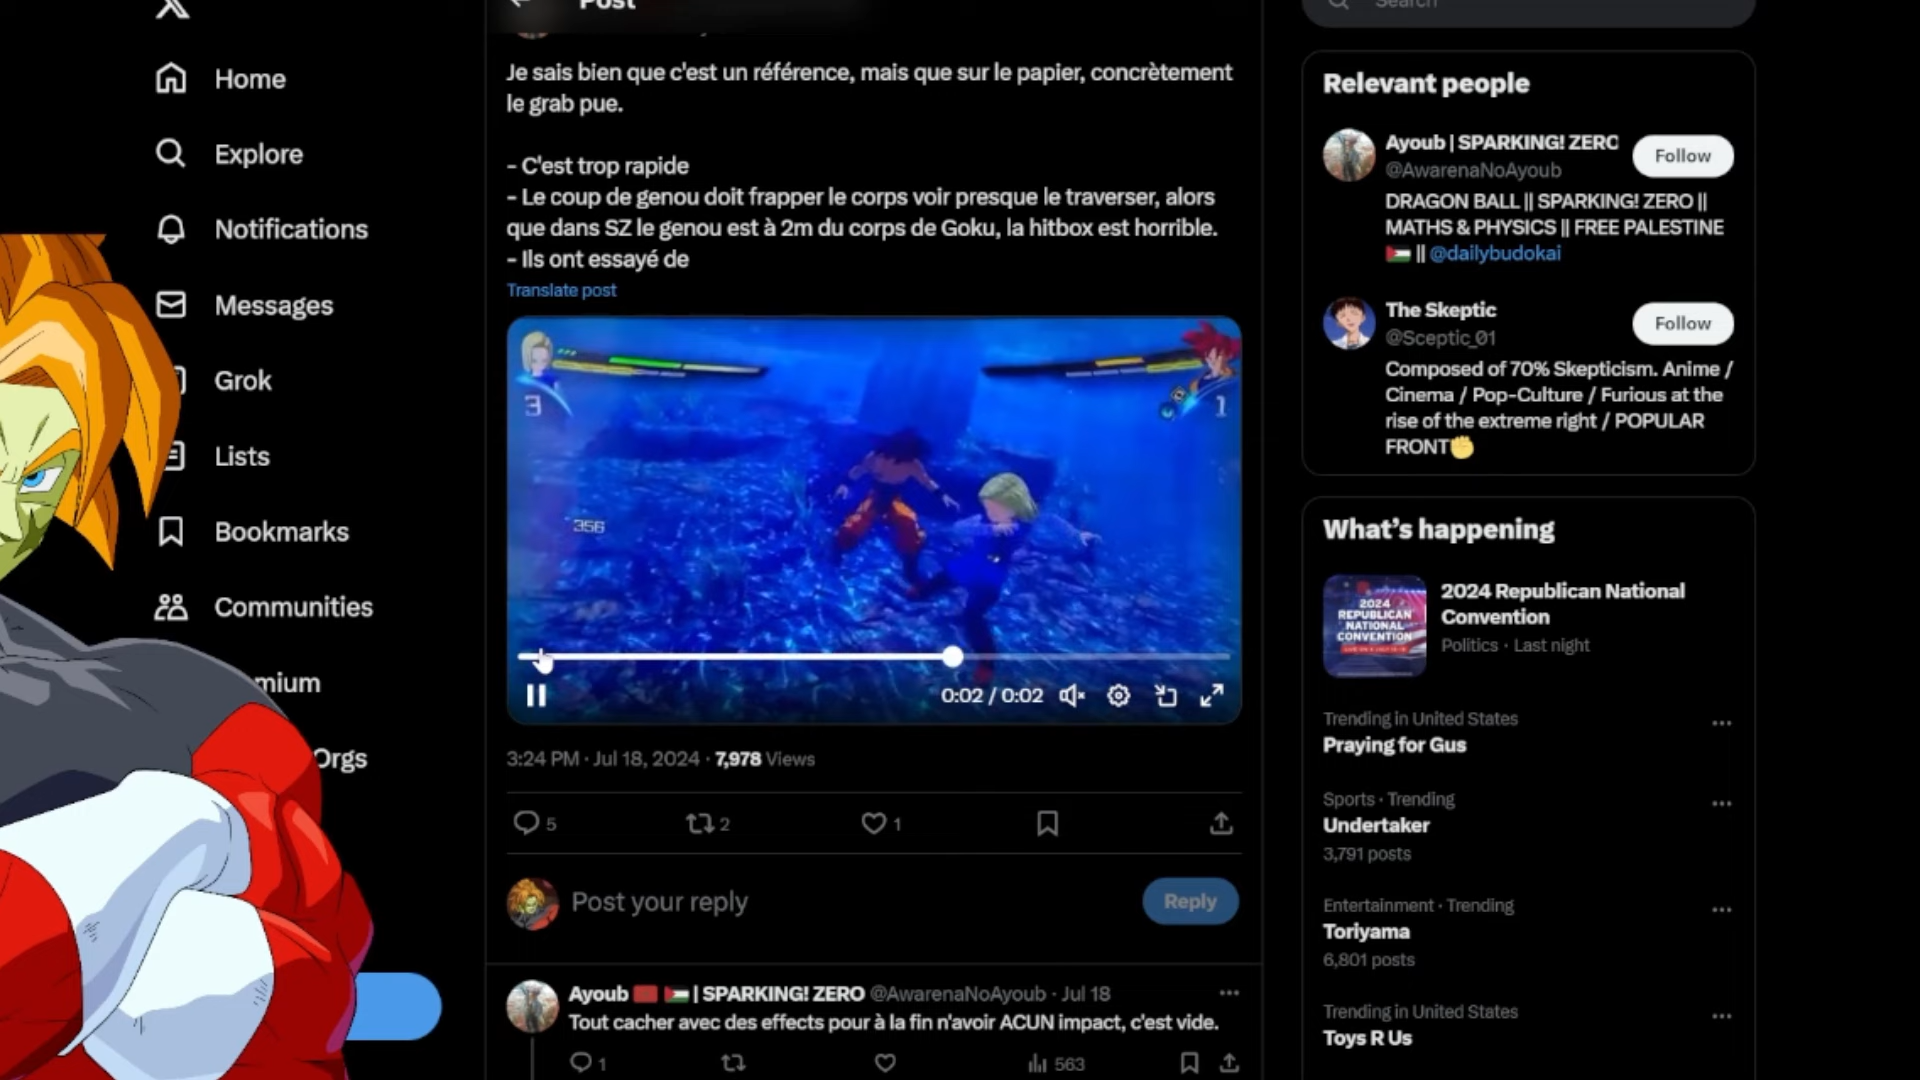 Post
Search
Home
Explore
Notifications
Messages
Grok
Lists
Bookmarks
Communities
mium
Orgs
Je sais bien que c'est un référence, mais que sur le papier, concrètement
le grab pue.
- C'est trop rapide
- Le coup de genou doit frapper le corps voir presque le traverser, alors
que dans SZ le genou est à 2m du corps de Goku, la hitbox est horrible.
- Ils ont essayé de
Translate post
3
1
356
0:02 / 0:02
3:24 PM · Jul 18, 2024 · 7,978 Views
5
2
1
Post your reply
Reply
Ayoub | SPARKING! ZERO @AwarenaNoAyoub · Jul 18
Tout cacher avec des effects pour à la fin n'avoir ACUN impact, c'est vide.
1
563
Relevant people
Ayoub | SPARKING! ZERO
@AwarenaNoAyoub
Follow
DRAGON BALL || SPARKING! ZERO ||
MATHS & PHYSICS || FREE PALESTINE
|| @dailybudokai
The Skeptic
@Sceptic_01
Follow
Composed of 70% Skepticism. Anime /
Cinema / Pop-Culture / Furious at the
rise of the extreme right / POPULAR
FRONT✊
What's happening
2024
REPUBLICAN
NATIONAL
CONVENTION
2024 Republican National
Convention
Politics · Last night
Trending in United States
Praying for Gus
Sports · Trending
Undertaker
3,791 posts
Entertainment · Trending
Toriyama
6,801 posts
Trending in United States
Toys R Us